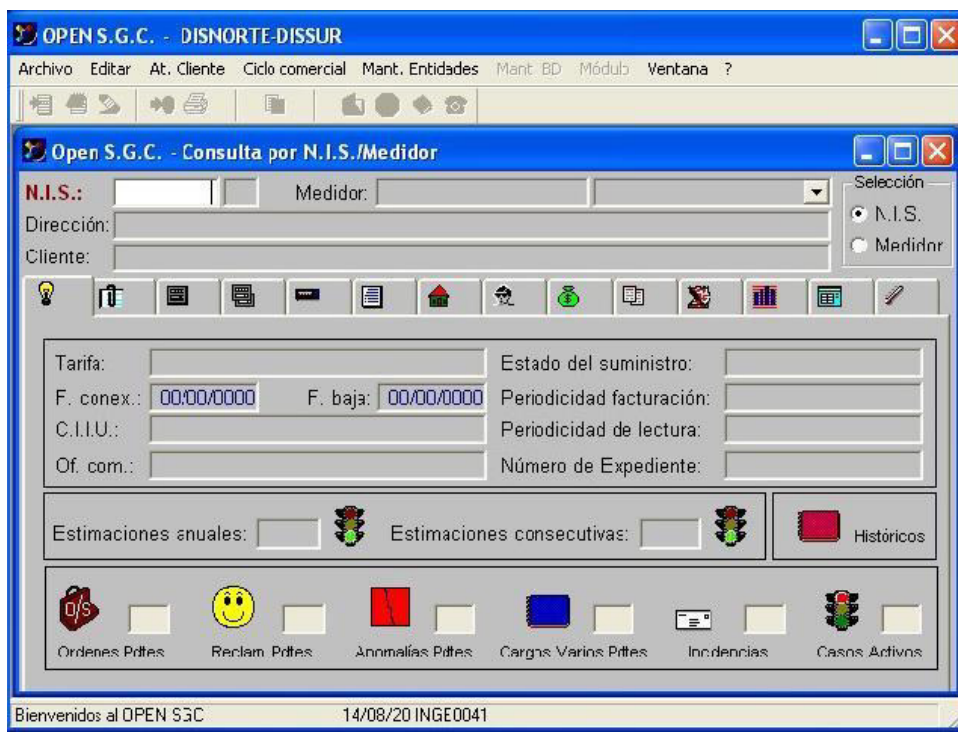 OPEN S.G.C. - DISNORTE-DISSUR
Archivo Editar At. Cliente Ciclo comercial Mant. Entidades Mant BD Módulo Ventana ?
Open S.G.C. - Consulta por N.I.S./Medidor
N.I.S.: Medidor: Selección
N.I.S.
Dirección:
Medidor
Cliente:
Tarifa: Estado del suministro:
F. conex.: 00/00/0000 F. baja: 00/00/0000 Periodicidad facturación:
C.I.I.U.: Periodicidad de lectura:
Of. com.: Número de Expediente:
Estimaciones anuales: Estimaciones consecutivas: Históricos
O/S
Ordenes Pdtes Reclam. Pdtes Anomalías Pdtes Cargos Varios Pdtes Incidencias Casos Activos
Bienvenidos al OPEN SGC 14/08/20 INGE0041